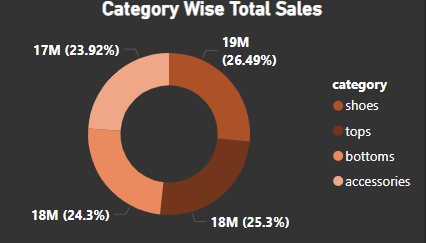 Category Wise Total Sales
17M (23.92%)
19M
(26.49%)
category
shoes
tops
bottoms
accessories
18M (24.3%)
18M (25.3%)